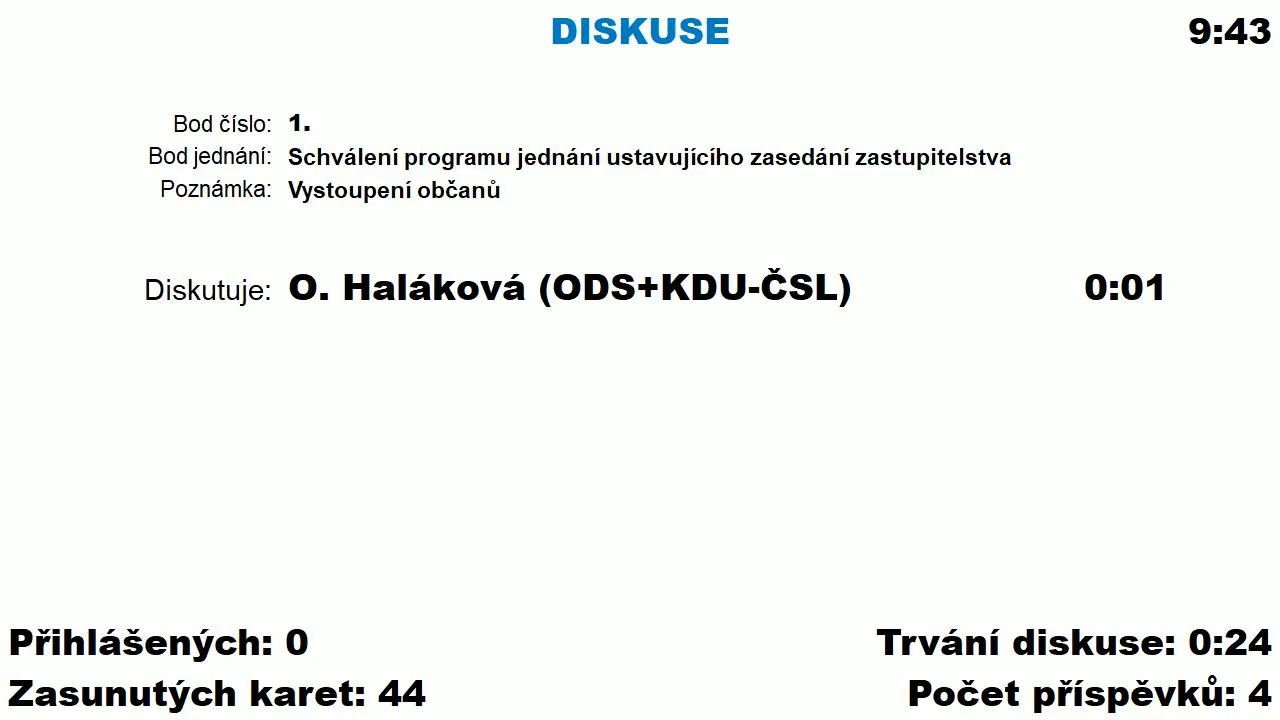 DISKUSE 9:43
Bod číslo: 1.
Bod jednání: Schválení programu jednání ustavujícího zasedání zastupitelstva
Poznámka: Vystoupení občanů
Diskutuje: O. Haláková (ODS+KDU-ČSL) 0:01
Přihlášených: 0 Trvání diskuse: 0:24
Zasunutých karet: 44 Počet příspěvků: 4